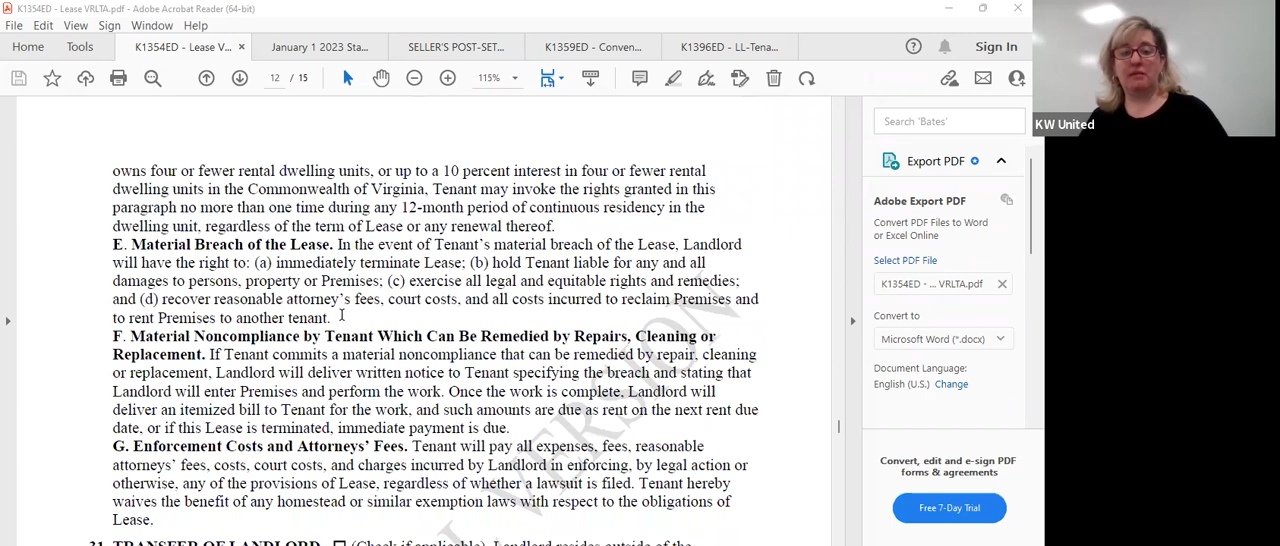 K1354ED - Lease VRLTA.pdf - Adobe Acrobat Reader (64-bit)
File Edit View Sign Window Help
Home Tools K1354ED - Lease V... × January 1 2023 Sta... SELLER'S POST-SET... K1359ED - Conven... K1396ED - LL-Tena... Sign In
12 / 15 115%
owns four or fewer rental dwelling units, or up to a 10 percent interest in four or fewer rental
dwelling units in the Commonwealth of Virginia, Tenant may invoke the rights granted in this
paragraph no more than one time during any 12-month period of continuous residency in the
dwelling unit, regardless of the term of Lease or any renewal thereof.
E. Material Breach of the Lease. In the event of Tenant's material breach of the Lease, Landlord
will have the right to: (a) immediately terminate Lease; (b) hold Tenant liable for any and all
damages to persons, property or Premises; (c) exercise all legal and equitable rights and remedies;
and (d) recover reasonable attorney's fees, court costs, and all costs incurred to reclaim Premises and
to rent Premises to another tenant.
F. Material Noncompliance by Tenant Which Can Be Remedied by Repairs, Cleaning or
Replacement. If Tenant commits a material noncompliance that can be remedied by repair, cleaning
or replacement, Landlord will deliver written notice to Tenant specifying the breach and stating that
Landlord will enter Premises and perform the work. Once the work is complete, Landlord will
deliver an itemized bill to Tenant for the work, and such amounts are due as rent on the next rent due
date, or if this Lease is terminated, immediate payment is due.
G. Enforcement Costs and Attorneys' Fees. Tenant will pay all expenses, fees, reasonable
attorneys' fees, costs, court costs, and charges incurred by Landlord in enforcing, by legal action or
otherwise, any of the provisions of Lease, regardless of whether a lawsuit is filed. Tenant hereby
waives the benefit of any homestead or similar exemption laws with respect to the obligations of
Lease.
31. TRANSFER OF LANDLORD (Check if applicable) Landlord resides outside of the
VERSION
Search 'Bates'
Export PDF
Adobe Export PDF
Convert PDF Files to Word
or Excel Online
Select PDF File
K1354ED - ... VRLTA.pdf ×
Convert to
Microsoft Word (*.docx)
Document Language:
English (U.S.) Change
Convert, edit and e-sign PDF
forms & agreements
Free 7-Day Trial
KW United